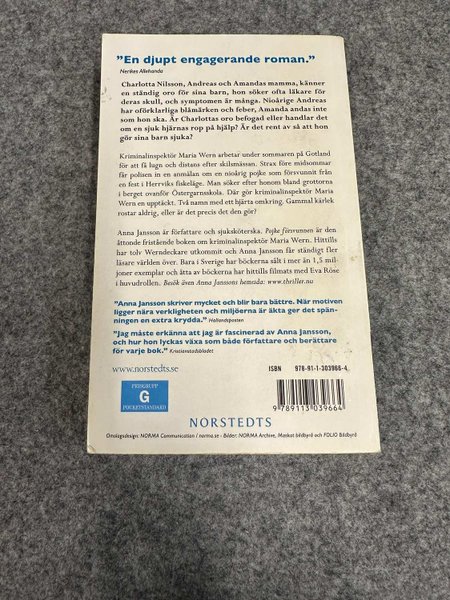 ”En djupt engagerande roman.”
Nerikes Allehanda
Charlotta Nilsson, Andreas och Amandas mamma, känner
en ständig oro för sina barn, hon söker ofta läkare för
deras skull, och symptomen är många. Nioårige Andreas
har oförklarliga blåmärken och feber, Amanda andas inte
som hon ska. Är Charlottas oro befogad eller handlar det
om en sjuk hjärnas rop på hjälp? Är det rent av så att hon
gör sina barn sjuka?
Kriminalinspektör Maria Wern arbetar under sommaren på Gotland
för att få lugn och distans efter skilsmässan. Strax före midsommar
får polisen in en anmälan om en nioårig pojke som försvunnit från
en fest i Herrviks fiskeläge. Man söker efter honom bland grottorna
i berget ovanför Östergarnsholm. Där gör kriminalinspektör Maria
Wern en upptäckt. Två namn med ett hjärta omkring. Gammal kärlek
rostar aldrig, eller är det precis det den gör?
Anna Jansson är författare och sjuksköterska. Pojke försvunnen är den
åttonde fristående boken om kriminalinspektör Maria Wern. Hittills
har tolv Werndeckare utkommit och Anna Jansson får ständigt fler
läsare världen över. Bara i Sverige har böckerna sålt i mer än 1,5 mil-
joner exemplar och åtta av böckerna har hittills filmats med Eva Röse
i huvudrollen. Besök även Anna Janssons hemsida: www.thriller.nu
”Anna Jansson skriver mycket och blir bara bättre. När motiven
ligger nära verkligheten och miljöerna är äkta ger det spän-
ningen en extra krydda.” Hallandsposten
”Jag måste erkänna att jag är fascinerad av Anna Jansson,
och hur hon lyckas växa som både författare och berättare
för varje bok.” Kristianstadsbladet
www.norstedts.se
ISBN 978-91-1-303966-4
PRISGRUPP
G
POCKETSTANDARD
9 789113 039664
NORSTEDTS
Omslagsdesign: NORMA Communication / norma.se • Bilder: NORMA Archive, Maskot bildbyrå och FOLIO Bildbyrå